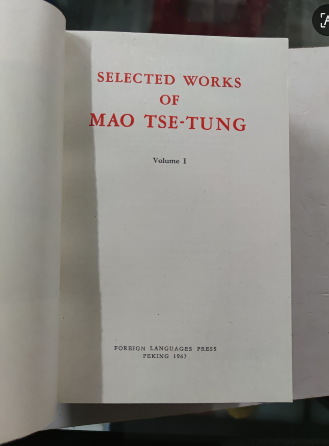 SELECTED WORKS
OF
MAO TSE-TUNG
Volume I
FOREIGN LANGUAGES PRESS
PEKING 1967